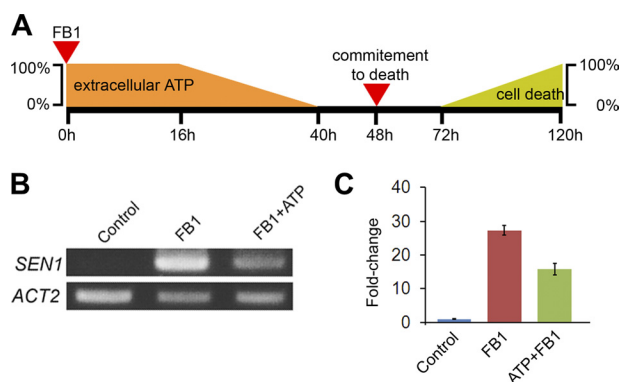 A
FB1
commitement
to death
100%
0%
extracellular ATP
cell death
100%
0%
0h
16h
40h
48h
72h
120h
B
Control
FB1
FB1+ATP
SEN1
ACT2
C
Fold-change
40
30
20
10
0
Control
FB1
ATP+FB1